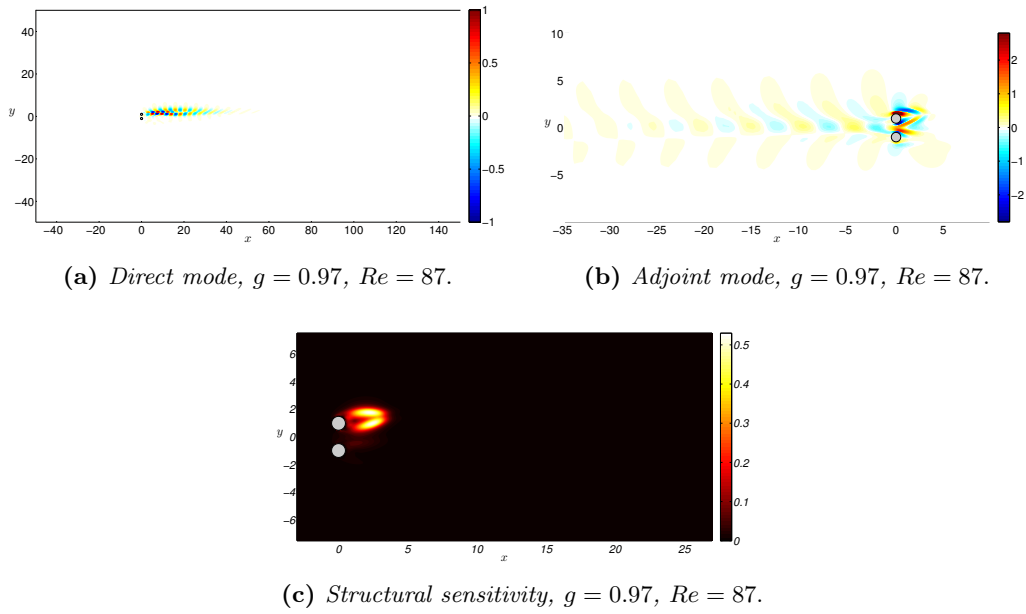 40
20
y
0
−20
−40
−40 −20 0 20 40 60 80 100 120 140
x
1
0.5
0
−0.5
−1
10
5
y
0
−5
−35 −30 −25 −20 −15 −10 −5 0 5
x
2
1
0
−1
−2
(a) Direct mode, g = 0.97, Re = 87.
(b) Adjoint mode, g = 0.97, Re = 87.
6
4
2
y
0
−2
−4
−6
0 5 10 15 20 25
x
0.5
0.4
0.3
0.2
0.1
0
(c) Structural sensitivity, g = 0.97, Re = 87.